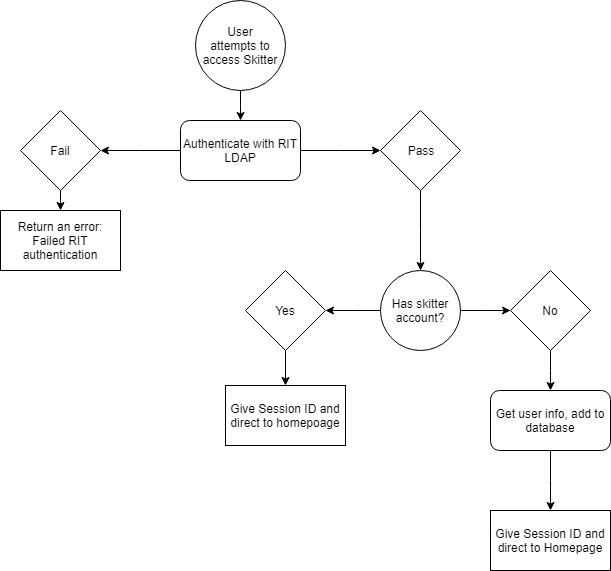 User
attempts to
access Skitter
Fail
Authenticate with RIT
LDAP
Pass
Return an error:
Failed RIT
authentication
Yes
Has skitter
account?
No
Give Session ID and
direct to homepoage
Get user info, add to
database
Give Session ID and
direct to Homepage